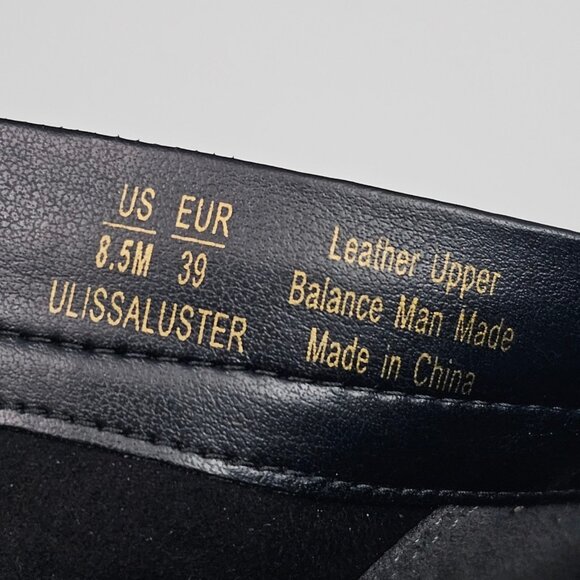 US EUR
8.5M 39
ULISSALUSTER
Leather Upper
Balance Man Made
Made in China